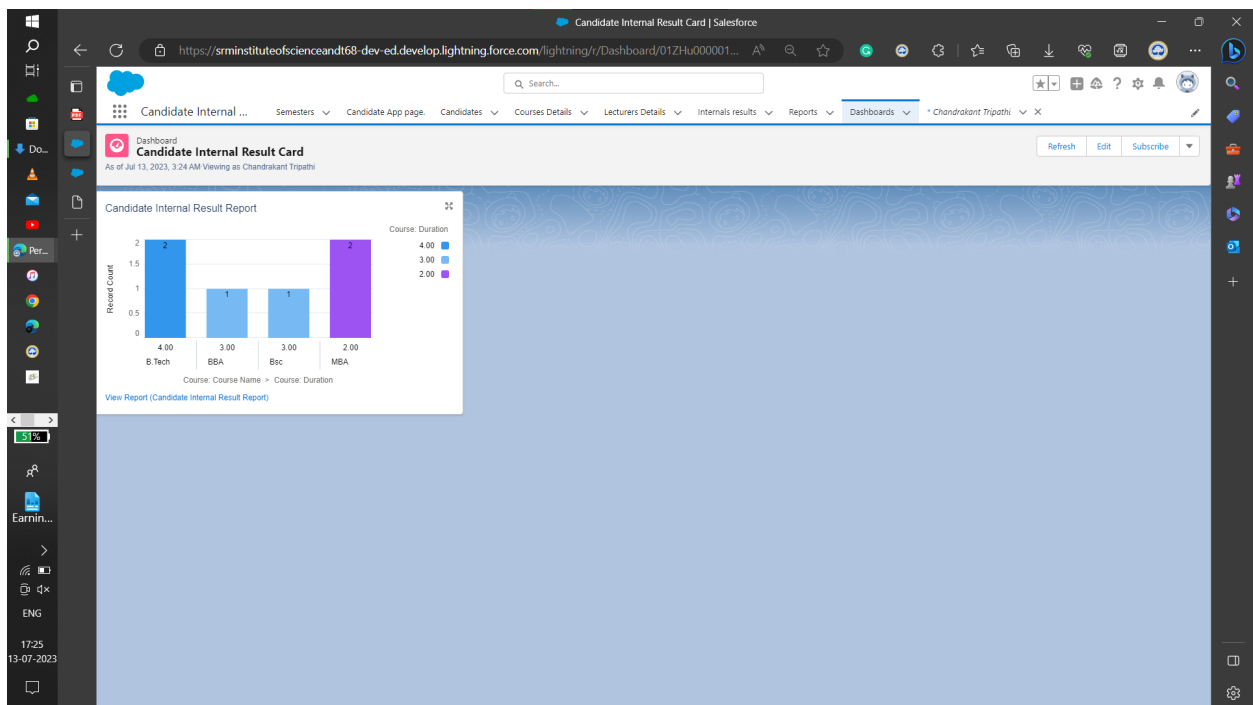 Candidate Internal Result Card | Salesforce
https://srminstituteofscienceandt68-dev-ed.develop.lightning.force.com/lightning/r/Dashboard/01ZHu000001...
Search...
Candidate Internal ...
Semesters
Candidate App page.
Candidates
Courses Details
Lecturers Details
Internals results
Reports
Dashboards
* Chandrakant Tripathi
Dashboard
Candidate Internal Result Card
As of Jul 13, 2023, 3:24 AM·Viewing as Chandrakant Tripathi
Refresh
Edit
Subscribe
Candidate Internal Result Report
Course: Duration
4.00
3.00
2.00
Record Count
2
1.5
1
0.5
0
2
1
1
2
4.00 3.00 3.00 2.00
B.Tech BBA Bsc MBA
Course: Course Name > Course: Duration
View Report (Candidate Internal Result Report)
Do...
Per...
51%
Earnin...
ENG
17:25
13-07-2023